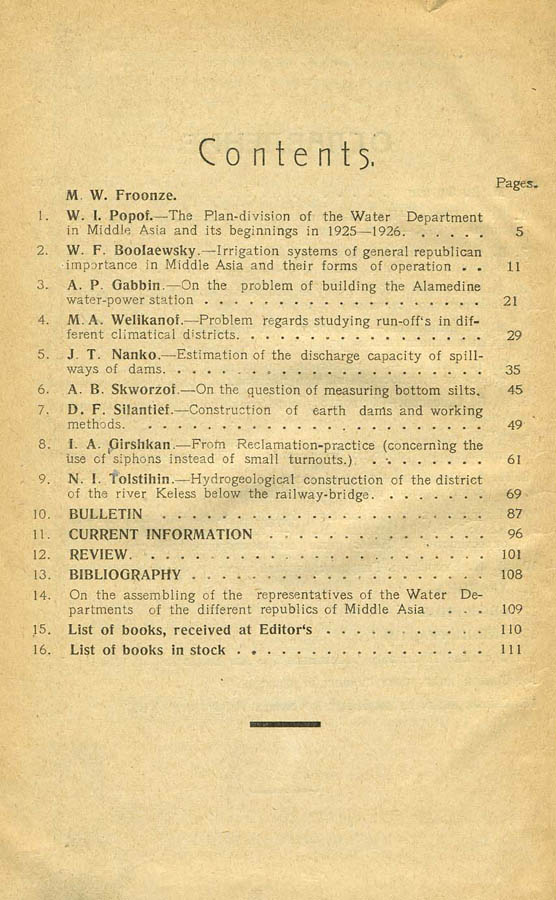 Contents.
Pages.
M. W. Froonze.
1. W. I. Popof.—The Plan-division of the Water Department
in Middle Asia and its beginnings in 1925—1926. . . . . . 5
2. W. F. Boolaewsky.—Irrigation systems of general republican
importance in Middle Asia and their forms of operation . . 11
3. A. P. Gabbin.—On the problem of building the Alamedine
water-power station . . . . . . . . . . . . . . . . . . 21
4. M. A. Welikanof.—Problem regards studying run-off‘s in dif-
ferent climatical districts. . . . . . . . . . . . . . . . 29
5. J. T. Nanko.—Estimation of the discharge capacity of spill-
ways of dams. . . . . . . . . . . . . . . . . . . . . 35
6. A. B. Skworzof.—On the question of measuring bottom silts. 45
7. D. F. Silantief.—Construction of earth dams and working
methods. . . . . . . . . . . . . . . . . . . . . . . 49
8. I. A. Girshkan.—From Reclamation-practice (concerning the
use of siphons instead of small turnouts.) . . . . . . . 61
9. N. I. Tolstihin.—Hydrogeological construction of the district
of the river Keless below the railway-bridge. . . . . . . . 69
10. BULLETIN . . . . . . . . . . . . . . . . . . . . . 87
11. CURRENT INFORMATION . . . . . . . . . . . . . . 96
12. REVIEW. . . . . . . . . . . . . . . . . . . . . . . 101
13. BIBLIOGRAPHY . . . . . . . . . . . . . . . . . . . 108
14. On the assembling of the representatives of the Water De-
partments of the different republics of Middle Asia . . . 109
15. List of books, received at Editor‘s . . . . . . . . . . 110
16. List of books in stock . . . . . . . . . . . . . . . . 111